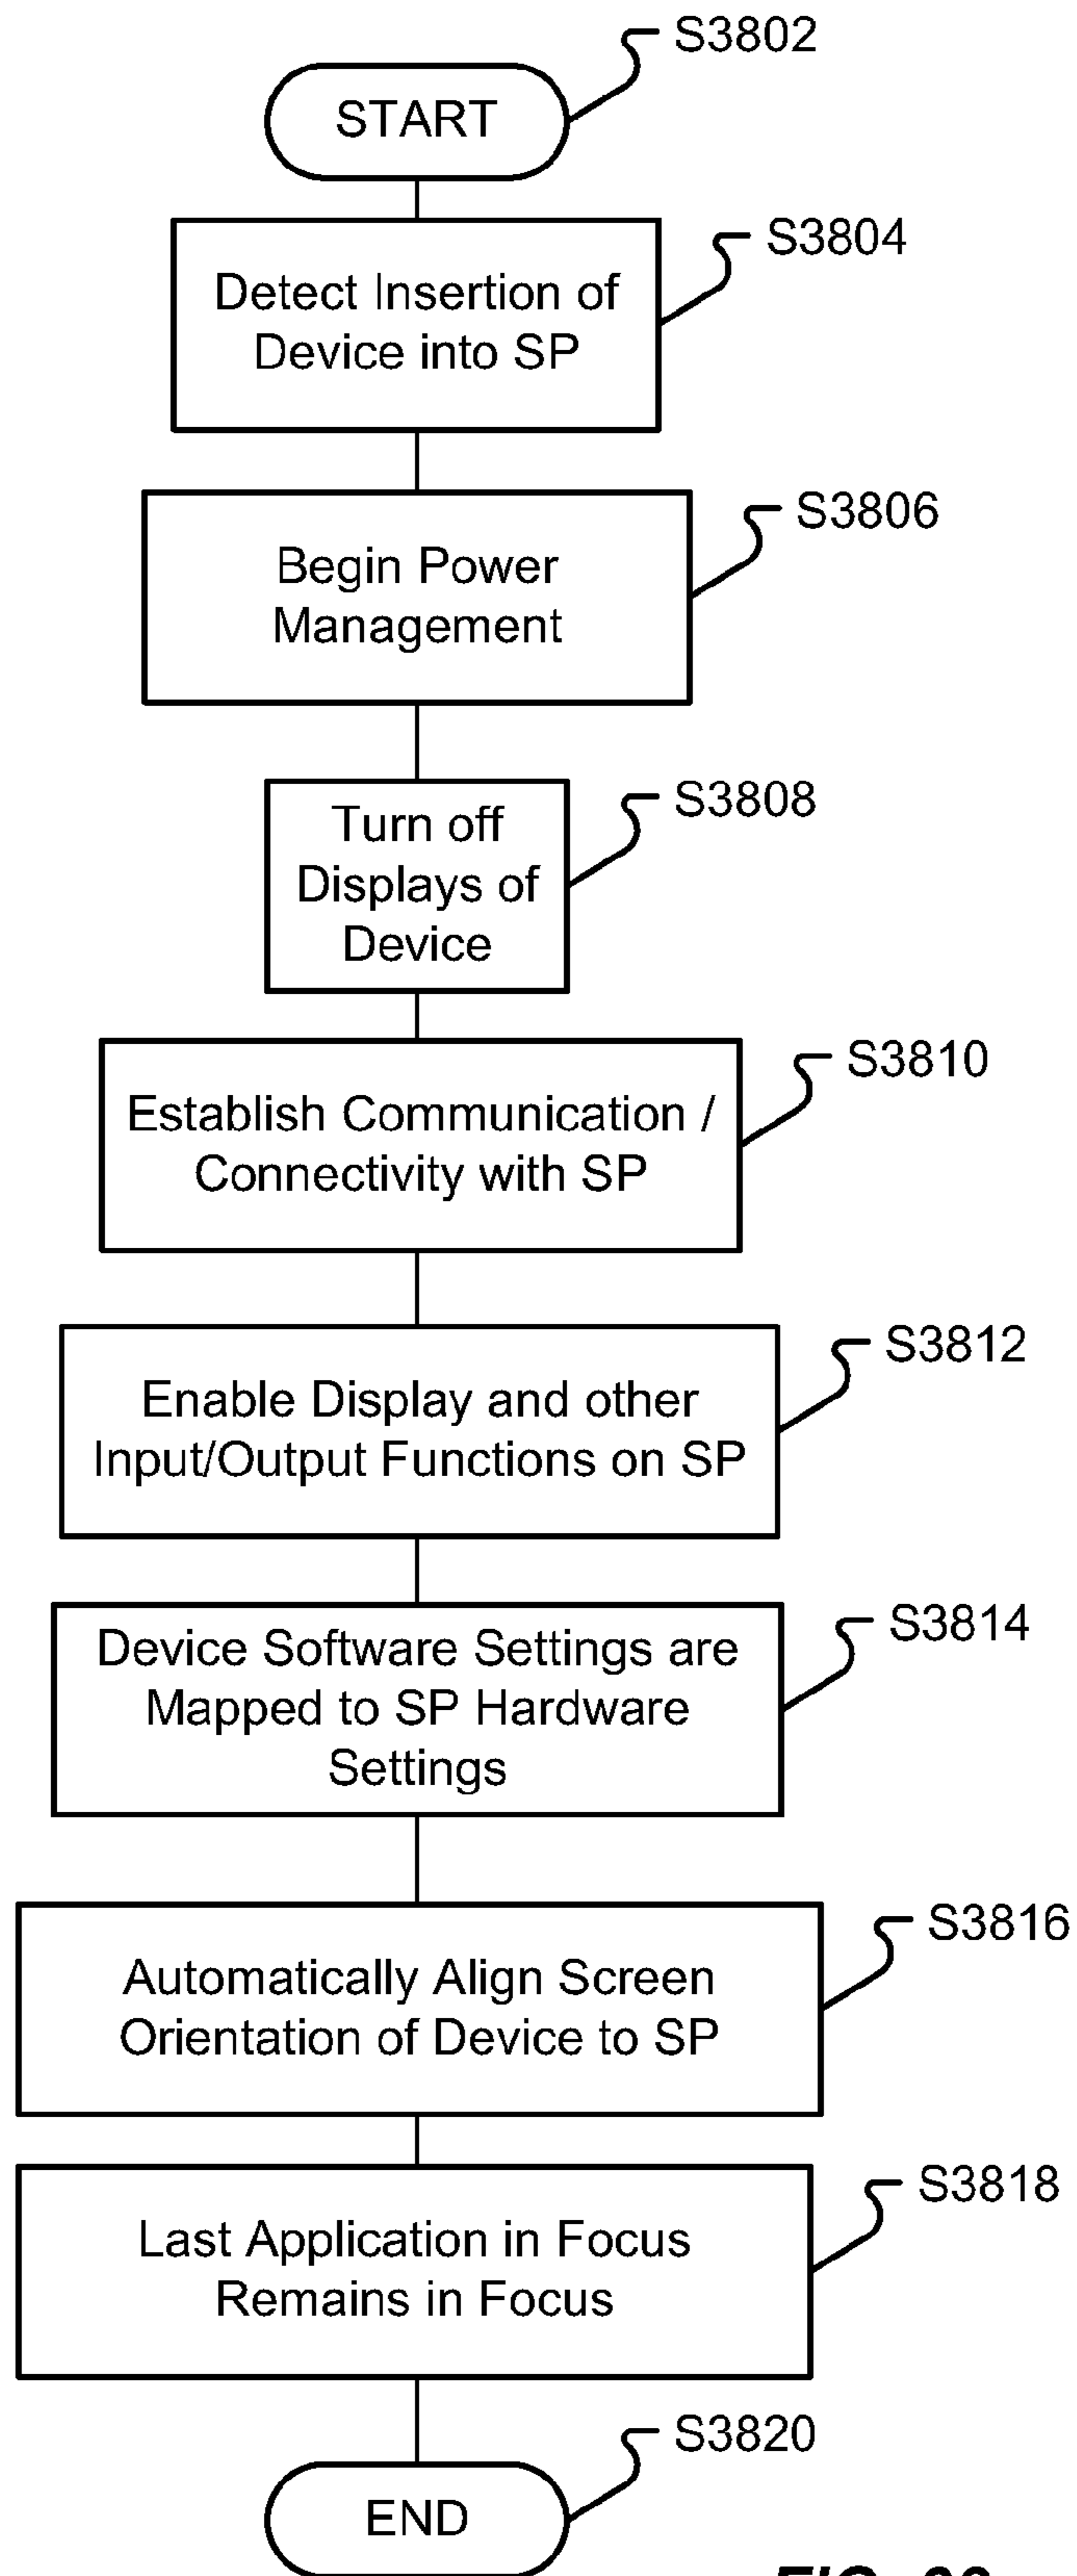 S3802
START
S3804
Detect Insertion of
Device into SP
S3806
Begin Power
Management
S3808
Turn off
Displays of
Device
S3810
Establish Communication /
Connectivity with SP
S3812
Enable Display and other
Input/Output Functions on SP
S3814
Device Software Settings are
Mapped to SP Hardware
Settings
S3816
Automatically Align Screen
Orientation of Device to SP
S3818
Last Application in Focus
Remains in Focus
S3820
END